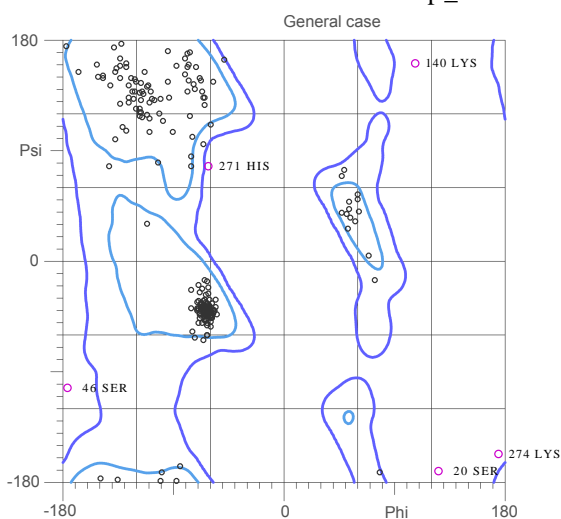 General case
180
140 LYS
Psi
271 HIS
0
46 SER
274 LYS
20 SER
-180
-180
0
Phi
180